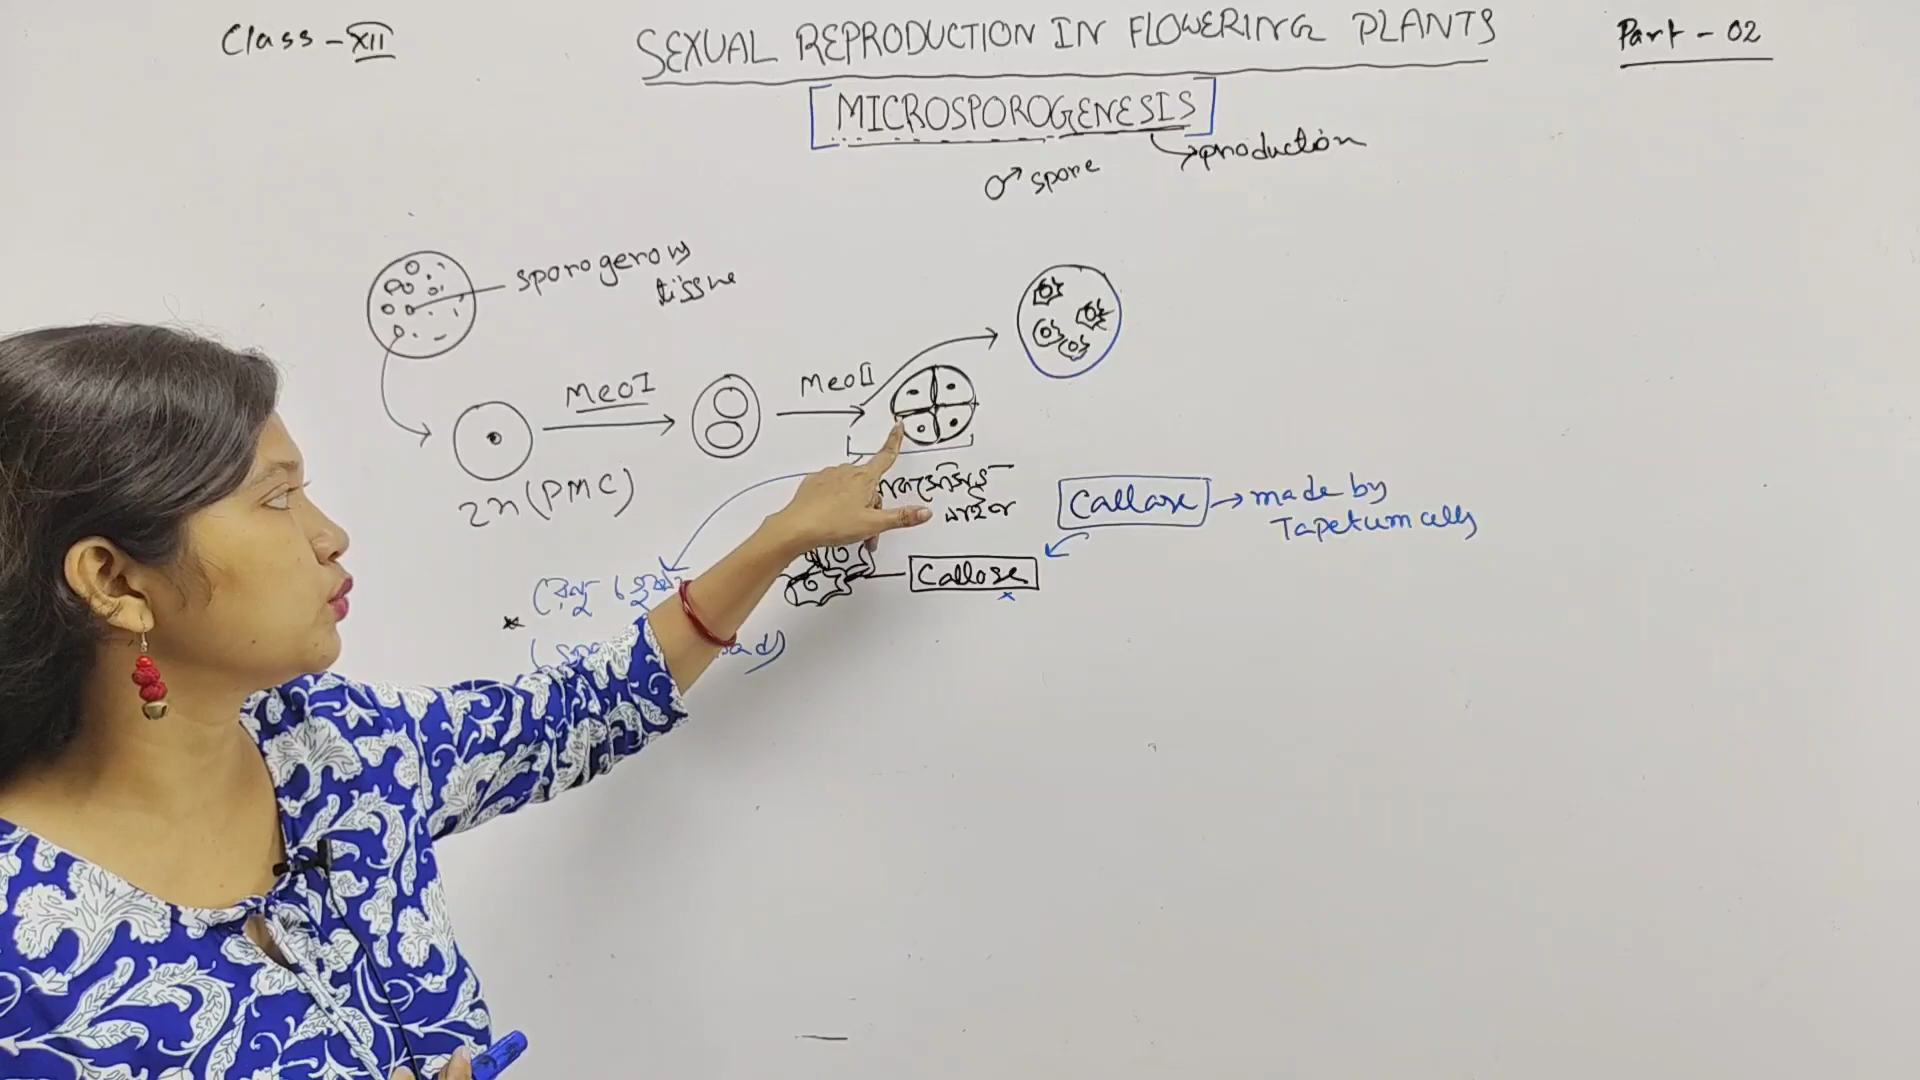 Class - XII
SEXUAL REPRODUCTION IN FLOWERING PLANTS
Part - 02
MICROSPOROGENESIS
production
♂ spore
sporogerous
tissue
MeoI
MeoII
2n (PMC)
Callase → made by
Tapetum cells
Callose
রেনু